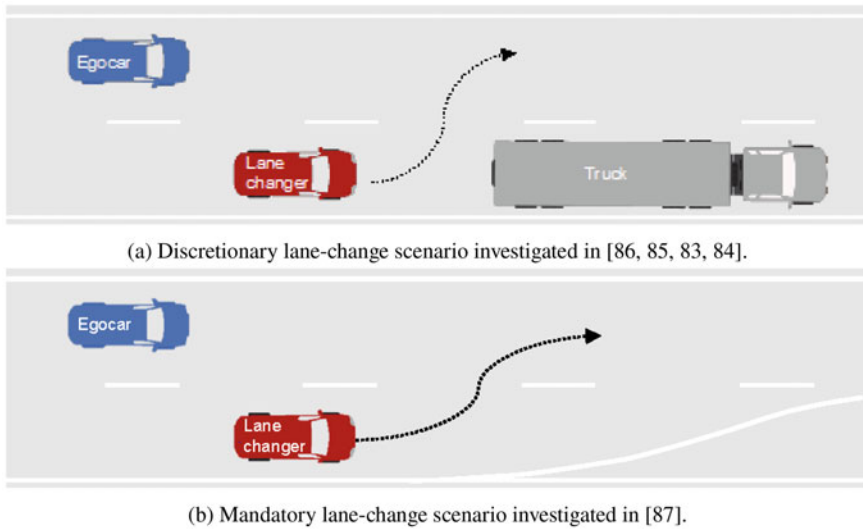 Egocar
Lane
changer
Truck
(a) Discretionary lane-change scenario investigated in [86, 85, 83, 84].
Egocar
Lane
changer
(b) Mandatory lane-change scenario investigated in [87].